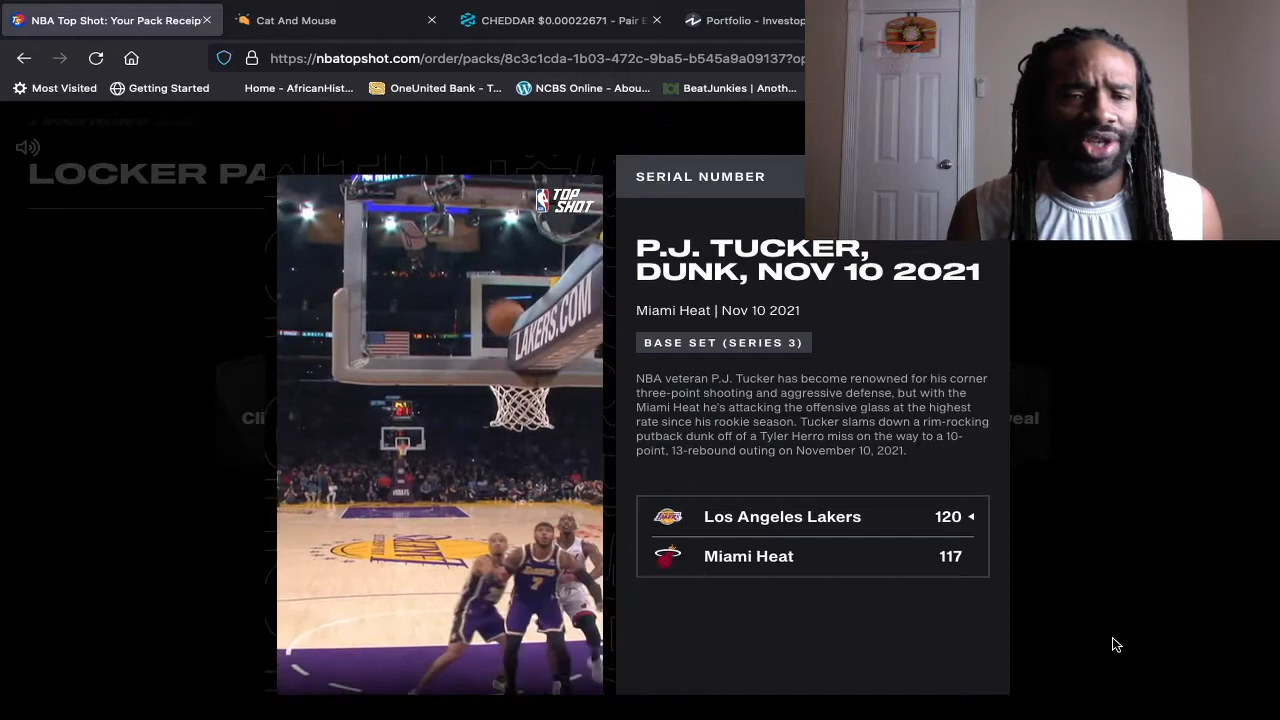 NBA Top Shot: Your Pack Receip
Cat And Mouse
CHEDDAR $0.00022671 - Pair E
Portfolio - Investop
https://nbatopshot.com/order/packs/8c3c1cda-1b03-472c-9ba5-b545a9a09137?op
Most Visited
Getting Started
Home - AfricanHist...
OneUnited Bank - T...
NCBS Online - Abou...
BeatJunkies | Anoth...
LOCKER PA
TOP SHOT
LAKERS.COM
7
Cli
eal
SERIAL NUMBER
P.J. TUCKER,
DUNK, NOV 10 2021
Miami Heat | Nov 10 2021
BASE SET (SERIES 3)
NBA veteran P.J. Tucker has become renowned for his corner
three-point shooting and aggressive defense, but with the
Miami Heat he's attacking the offensive glass at the highest
rate since his rookie season. Tucker slams down a rim-rocking
putback dunk off of a Tyler Herro miss on the way to a 10-
point, 13-rebound outing on November 10, 2021.
Los Angeles Lakers 120
Miami Heat 117